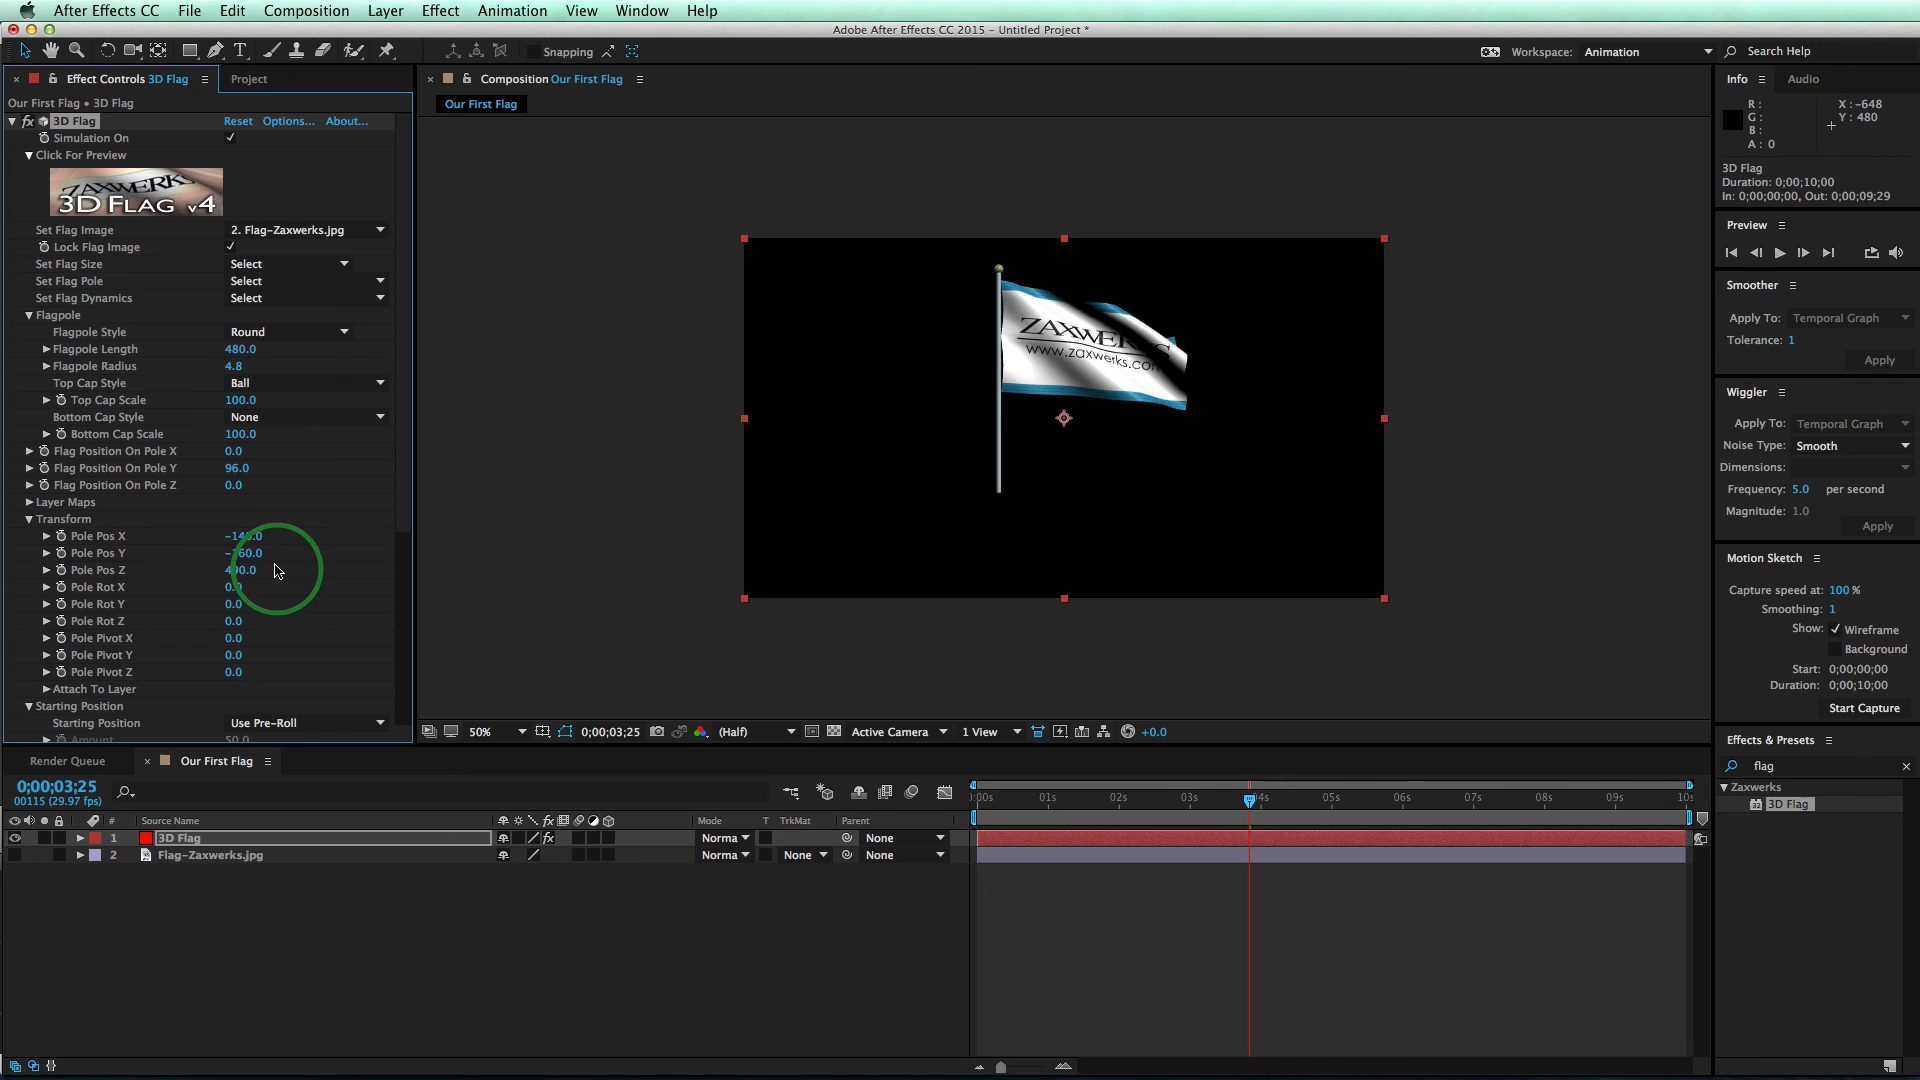 After Effects CC File Edit Composition Layer Effect Animation View Window Help
Adobe After Effects CC 2015 - Untitled Project *
Snapping
Workspace: Animation Search Help
Effect Controls 3D Flag Project
Composition Our First Flag
Info Audio
Our First Flag • 3D Flag
Our First Flag
R : X : -648
G : Y : 480
B :
A : 0
3D Flag
Duration: 0;00;10;00
In: 0;00;00;00, Out: 0;00;09;29
fx 3D Flag Reset Options... About...
Simulation On
Click For Preview
ZAXWERKS
3D FLAG v4
Set Flag Image 2. Flag-Zaxwerks.jpg
Lock Flag Image
Set Flag Size Select
Set Flag Pole Select
Set Flag Dynamics Select
Flagpole
Flagpole Style Round
Flagpole Length 480.0
Flagpole Radius 4.8
Top Cap Style Ball
Top Cap Scale 100.0
Bottom Cap Style None
Bottom Cap Scale 100.0
Flag Position On Pole X 0.0
Flag Position On Pole Y 96.0
Flag Position On Pole Z 0.0
Layer Maps
Transform
Pole Pos X
Pole Pos Y
Pole Pos Z
Pole Rot X 0.0
Pole Rot Y 0.0
Pole Rot Z 0.0
Pole Pivot X 0.0
Pole Pivot Y 0.0
Pole Pivot Z 0.0
Attach To Layer
Starting Position
Starting Position Use Pre-Roll
Amount 50.0
ZAXWERKS
www.zaxwerks.com
50% 0;00;03;25 (Half) Active Camera 1 View +0.0
Preview
Smoother
Apply To: Temporal Graph
Tolerance: 1
Apply
Wiggler
Apply To: Temporal Graph
Noise Type: Smooth
Dimensions:
Frequency: 5.0 per second
Magnitude: 1.0
Apply
Motion Sketch
Capture speed at: 100 %
Smoothing: 1
Show: Wireframe
Background
Start: 0;00;00;00
Duration: 0;00;10;00
Start Capture
Effects & Presets
flag
Zaxwerks
3D Flag
Render Queue Our First Flag
0;00;03;25
00115 (29.97 fps)
):00s 01s 02s 03s 04s 05s 06s 07s 08s 09s 10s
# Source Name fx Mode T TrkMat Parent
1 3D Flag fx Norma None
2 Flag-Zaxwerks.jpg Norma None None